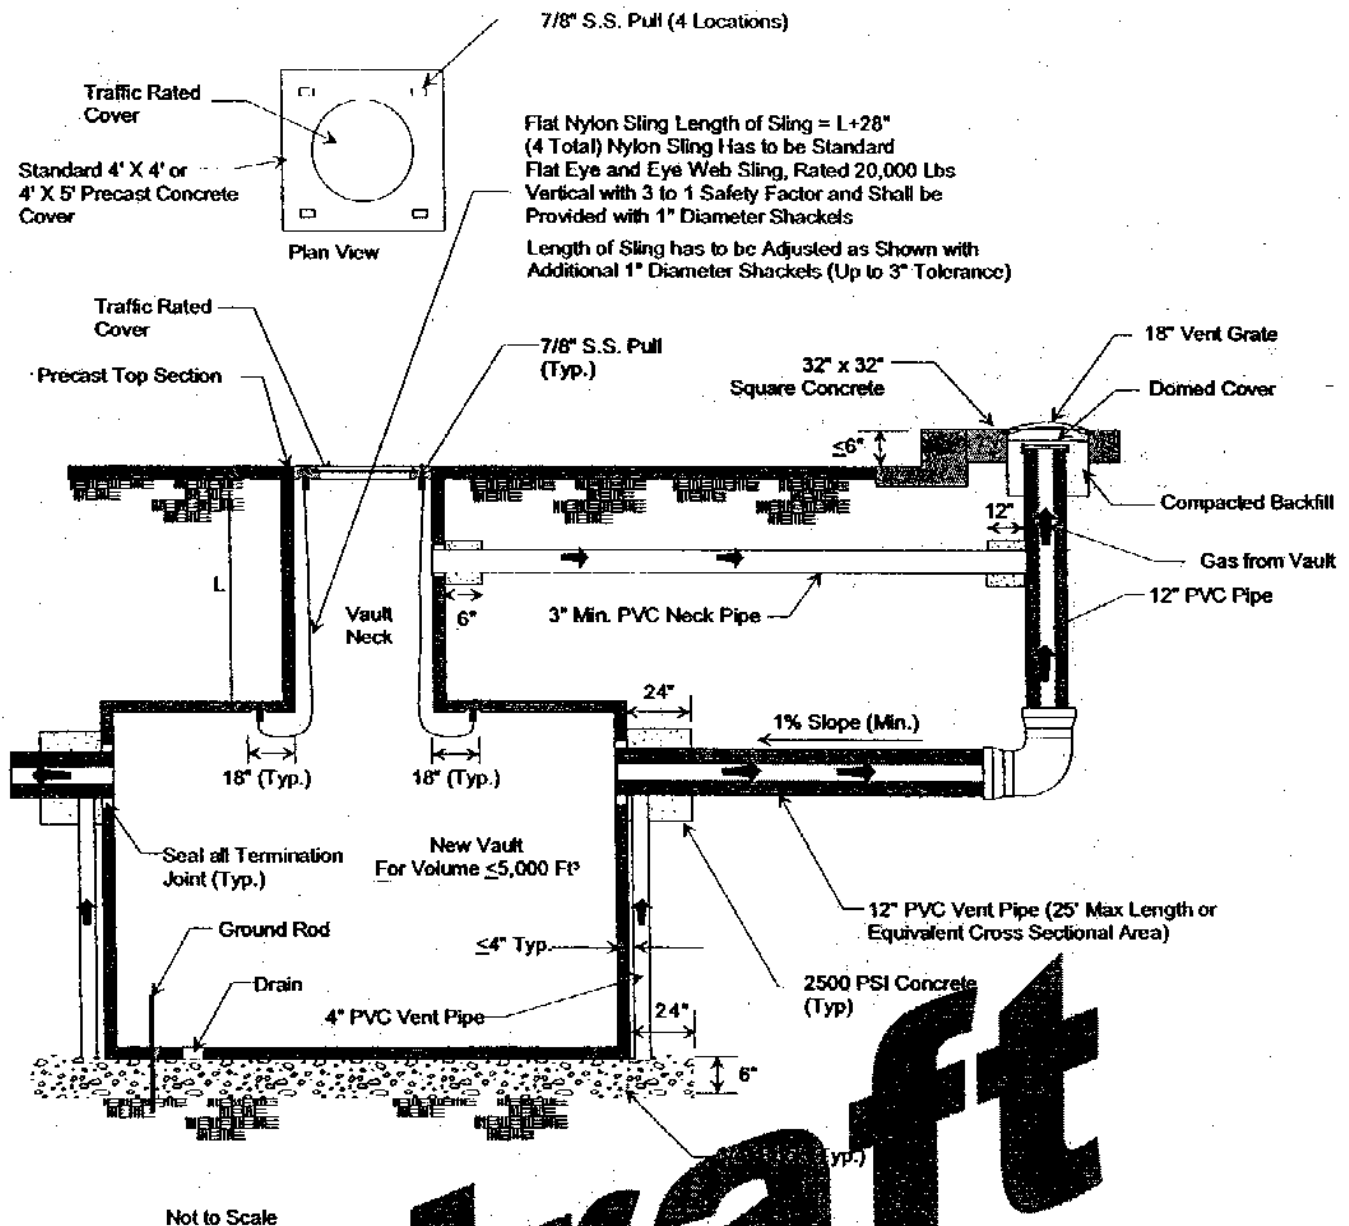 7/8" S.S. Pull (4 Locations)
Traffic Rated
Cover
Standard 4' X 4' or
4' X 5' Precast Concrete
Cover
Plan View
Flat Nylon Sling Length of Sling = L+28"
(4 Total) Nylon Sling Has to be Standard
Flat Eye and Eye Web Sling, Rated 20,000 Lbs
Vertical with 3 to 1 Safety Factor and Shall be
Provided with 1" Diameter Shackels
Length of Sling has to be Adjusted as Shown with
Additional 1" Diameter Shackels (Up to 3" Tolerance)
Traffic Rated
Cover
Precast Top Section
7/8" S.S. Pull
(Typ.)
32" x 32"
Square Concrete
18" Vent Grate
Domed Cover
≤6"
Compacted Backfill
12"
Gas from Vault
12" PVC Pipe
L
Vault
Neck
6"
3" Min. PVC Neck Pipe
24"
1% Slope (Min.)
18" (Typ.)
18" (Typ.)
Seal all Termination
Joint (Typ.)
New Vault
For Volume ≤5,000 Ft³
12" PVC Vent Pipe (25' Max Length or
Equivalent Cross Sectional Area)
Ground Rod
≤4" Typ.
Drain
2500 PSI Concrete
(Typ)
4" PVC Vent Pipe
24"
6"
Typ.)
Not to Scale
raft